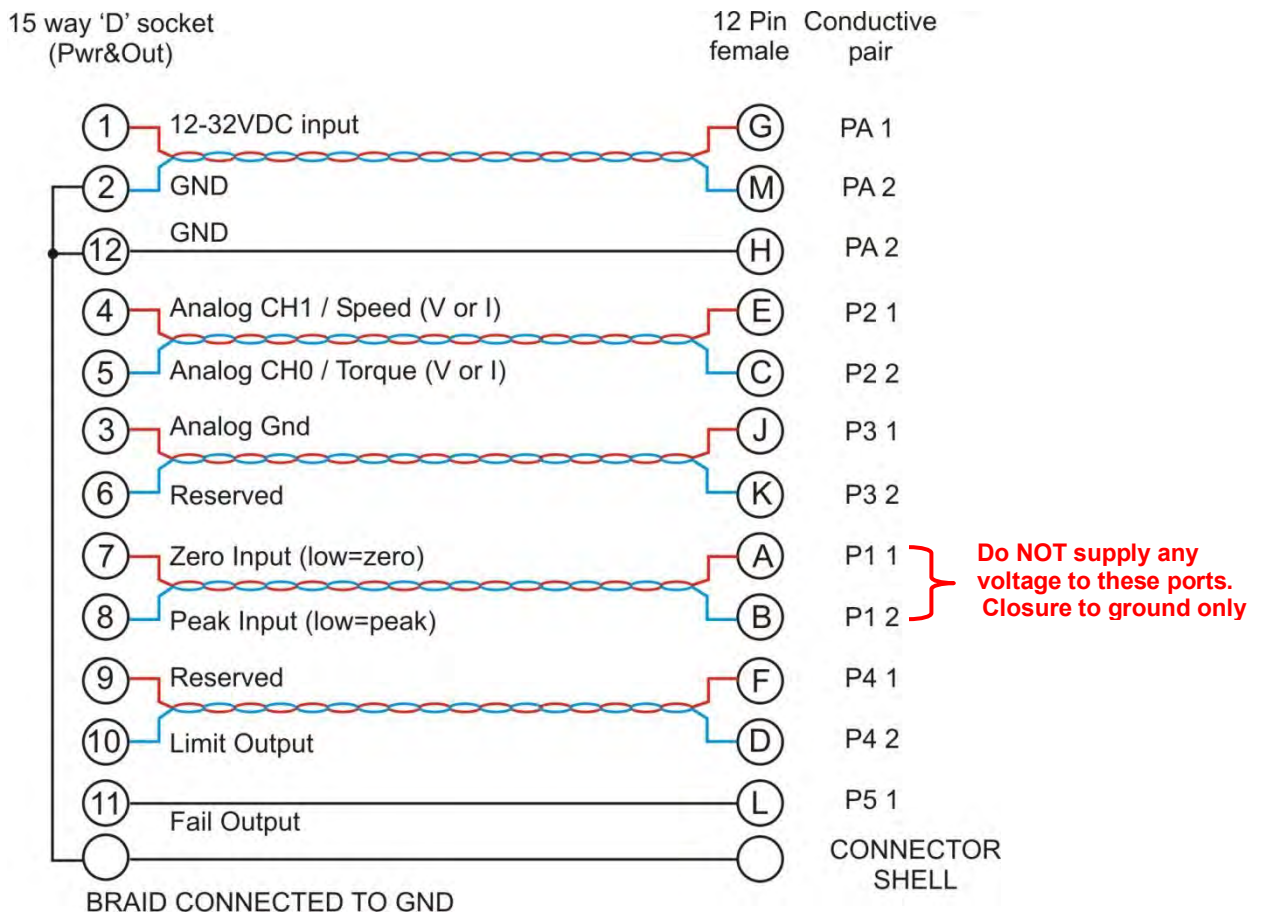 15 way ‘D’ socket
(Pwr&Out)
12 Pin
female
Conductive
pair
1 12-32VDC input G PA 1
2 GND M PA 2
12 GND H PA 2
4 Analog CH1 / Speed (V or I) E P2 1
5 Analog CH0 / Torque (V or I) C P2 2
3 Analog Gnd J P3 1
6 Reserved K P3 2
7 Zero Input (low=zero) A P1 1
8 Peak Input (low=peak) B P1 2
Do NOT supply any
voltage to these ports.
Closure to ground only
9 Reserved F P4 1
10 Limit Output D P4 2
11 Fail Output L P5 1
CONNECTOR
SHELL
BRAID CONNECTED TO GND